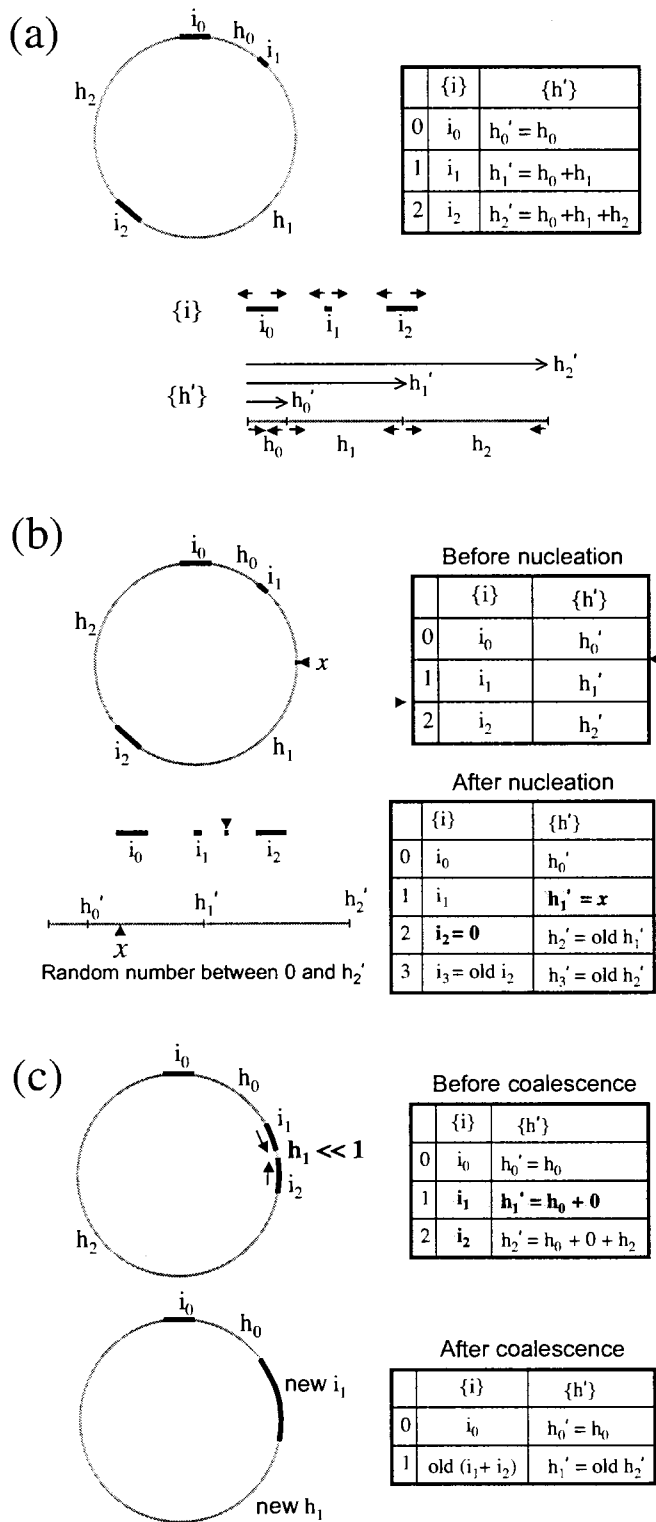 (a)
i₀
h₀
i₁
h₂
i₂
h₁
{i} {h'}
0 i₀ h₀' = h₀
1 i₁ h₁' = h₀ + h₁
2 i₂ h₂' = h₀ + h₁ + h₂
{i}
i₀ i₁ i₂
h₂'
h₁'
{h'}
h₀'
h₀ h₁ h₂
(b)
i₀
h₀
i₁
h₂
x
i₂
h₁
Before nucleation
{i} {h'}
0 i₀ h₀'
1 i₁ h₁'
2 i₂ h₂'
i₀ i₁ i₂
h₀' h₁' h₂'
x
Random number between 0 and h₂'
After nucleation
{i} {h'}
0 i₀ h₀'
1 i₁ h₁' = x
2 i₂ = 0 h₂' = old h₁'
3 i₃ = old i₂ h₃' = old h₂'
(c)
i₀
h₀
i₁
h₁ << 1
i₂
h₂
Before coalescence
{i} {h'}
0 i₀ h₀' = h₀
1 i₁ h₁' = h₀ + 0
2 i₂ h₂' = h₀ + 0 + h₂
i₀
h₀
new i₁
new h₁
After coalescence
{i} {h'}
0 i₀ h₀' = h₀
1 old (i₁ + i₂) h₁' = old h₂'